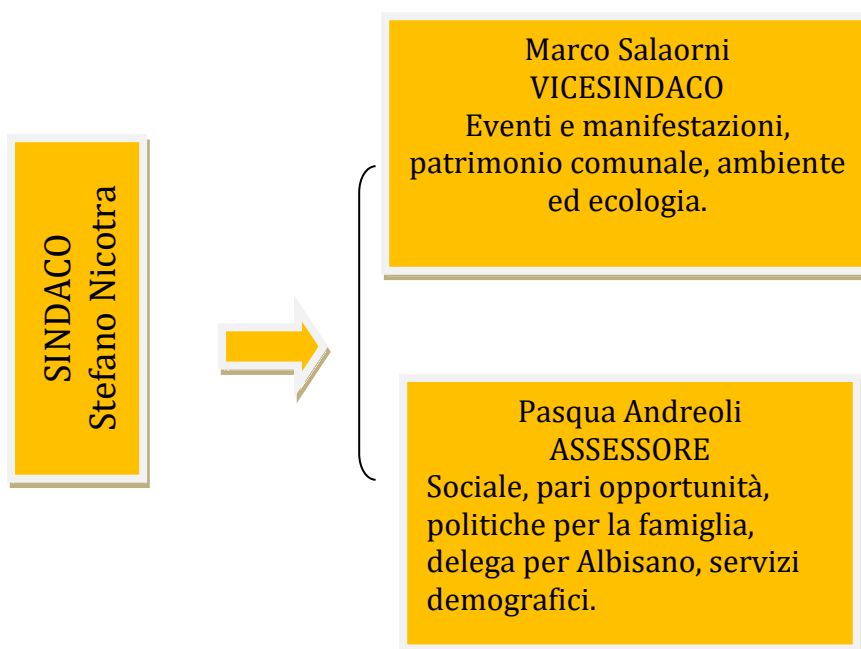 SINDACO
Stefano Nicotra
Marco Salaorni
VICESINDACO
Eventi e manifestazioni,
patrimonio comunale, ambiente
ed ecologia.
Pasqua Andreoli
ASSESSORE
Sociale, pari opportunità,
politiche per la famiglia,
delega per Albisano, servizi
demografici.